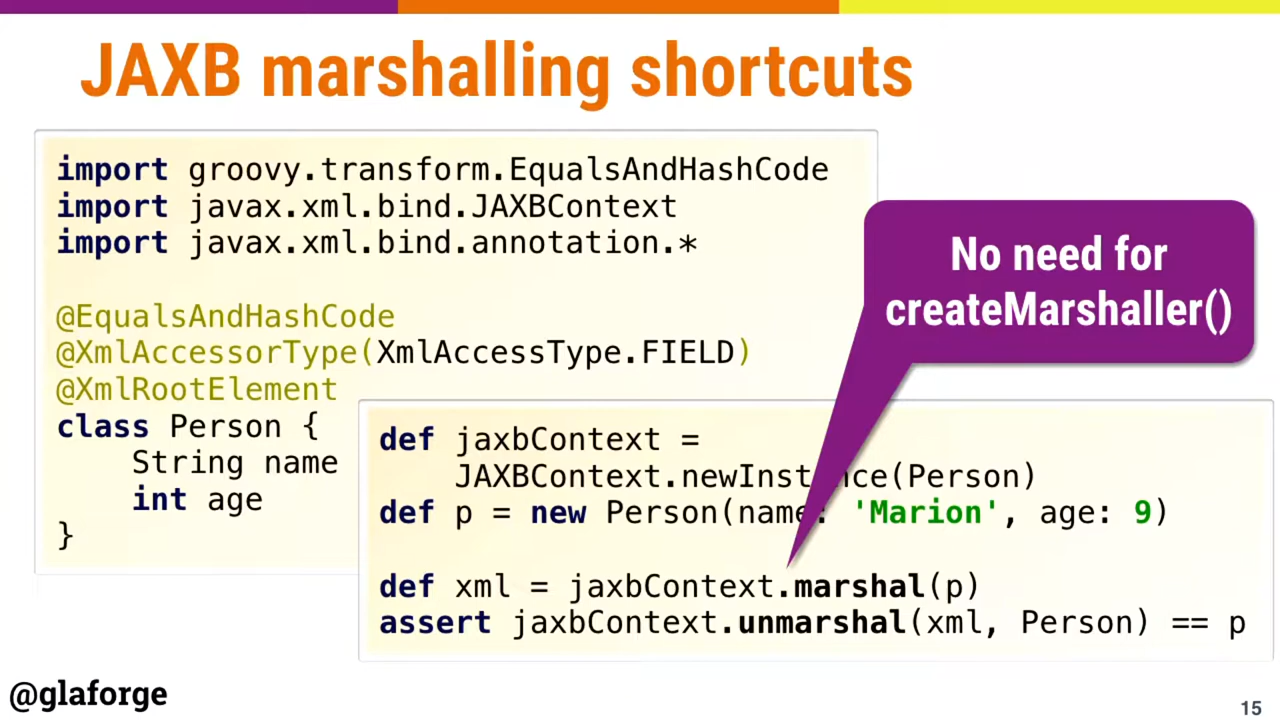 JAXB marshalling shortcuts
import groovy.transform.EqualsAndHashCode
import javax.xml.bind.JAXBContext
import javax.xml.bind.annotation.*
@EqualsAndHashCode
@XmlAccessorType(XmlAccessType.FIELD)
@XmlRootElement
class Person {
    String name
    int age
}
No need for
createMarshaller()
def jaxbContext =
    JAXBContext.newInstance(Person)
def p = new Person(name: 'Marion', age: 9)
def xml = jaxbContext.marshal(p)
assert jaxbContext.unmarshal(xml, Person) == p
@glaforge
15